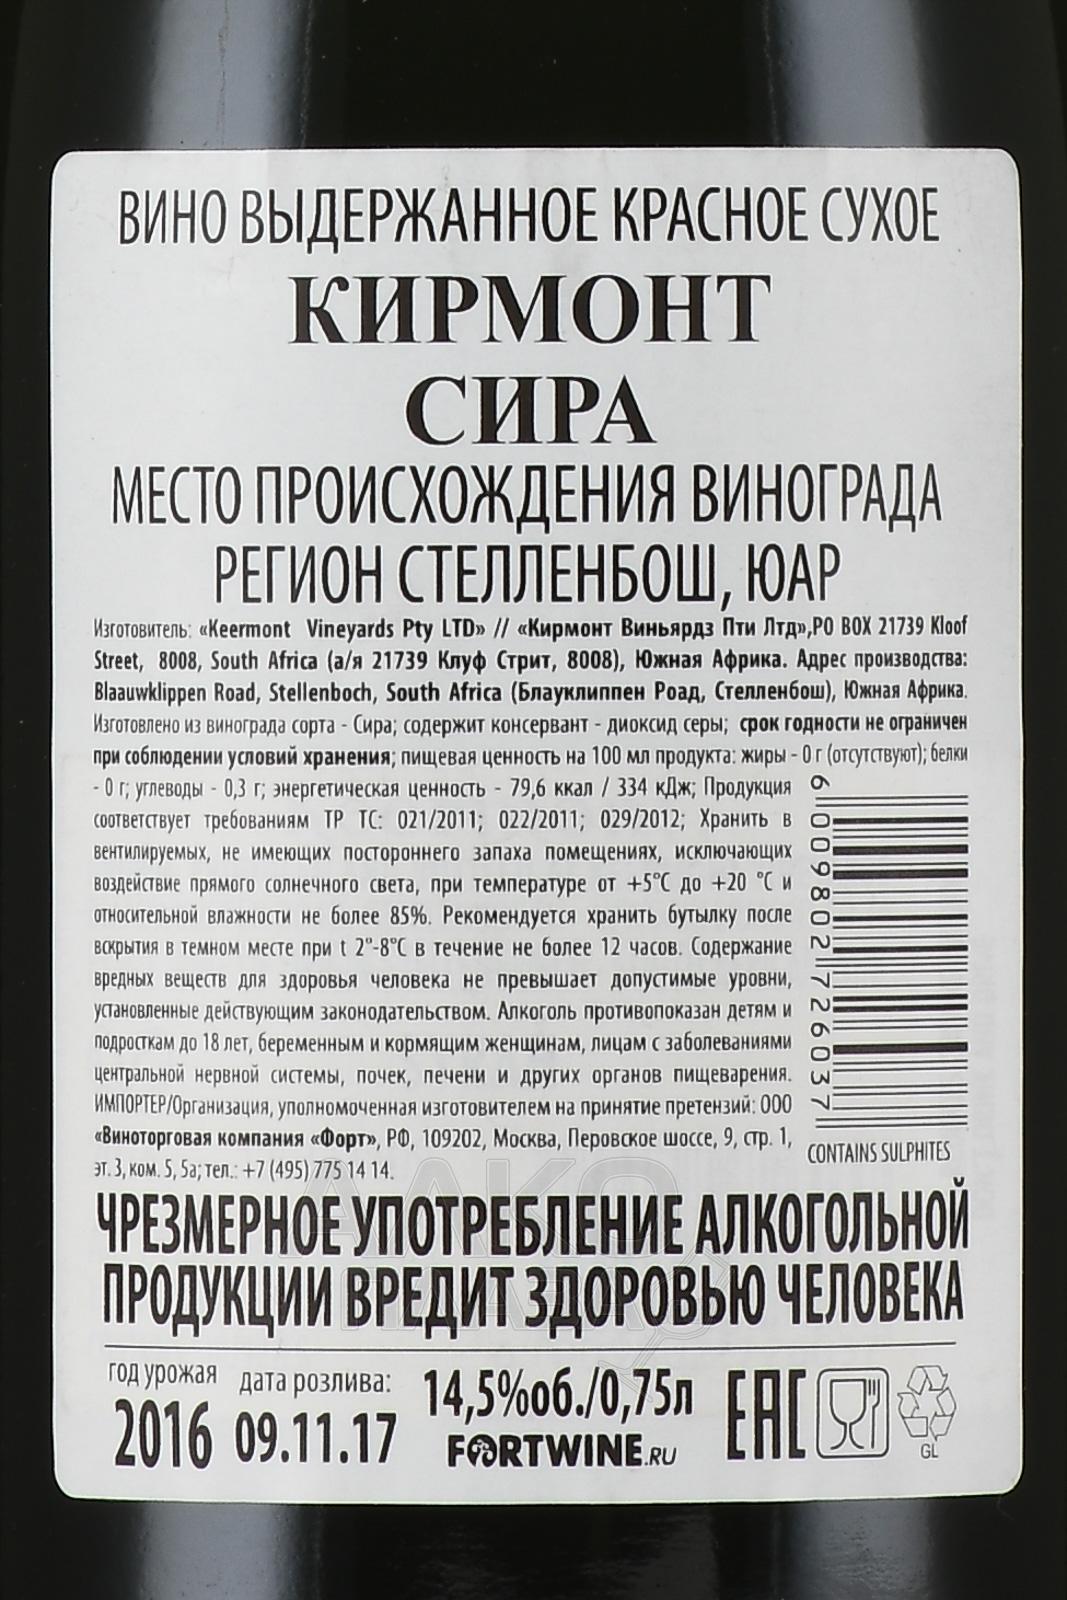 ВИНО ВЫДЕРЖАННОЕ КРАСНОЕ СУХОЕ
КИРМОНТ
СИРА
МЕСТО ПРОИСХОЖДЕНИЯ ВИНОГРАДА
РЕГИОН СТЕЛЛЕНБОШ, ЮАР
Изготовитель: «Keermont Vineyards Pty LTD» // «Кирмонт Виньярдз Пти Лтд»,PO BOX 21739 Kloof
Street, 8008, South Africa (а/я 21739 Клуф Стрит, 8008), Южная Африка. Адрес производства:
Blaauwklippen Road, Stellenboch, South Africa (Блауклиппен Роад, Стелленбош), Южная Африка.
Изготовлено из винограда сорта - Сира; содержит консервант - диоксид серы; срок годности не ограничен
при соблюдении условий хранения; пищевая ценность на 100 мл продукта: жиры - 0 г (отсутствуют); белки
- 0 г; углеводы - 0,3 г; энергетическая ценность - 79,6 ккал / 334 кДж; Продукция
соответствует требованиям ТР ТС: 021/2011; 022/2011; 029/2012; Хранить в
вентилируемых, не имеющих постороннего запаха помещениях, исключающих
воздействие прямого солнечного света, при температуре от +5°С до +20 °С и
относительной влажности не более 85%. Рекомендуется хранить бутылку после
вскрытия в темном месте при t 2"-8°С в течение не более 12 часов. Содержание
вредных веществ для здоровья человека не превышает допустимые уровни,
установленные действующим законодательством. Алкоголь противопоказан детям и
подросткам до 18 лет, беременным и кормящим женщинам, лицам с заболеваниями
центральной нервной системы, почек, печени и других органов пищеварения.
ИМПОРТЕР/Организация, уполномоченная изготовителем на принятие претензий: ООО
«Виноторговая компания «Форт», РФ, 109202, Москва, Перовское шоссе, 9, стр. 1,
эт. 3, ком. 5, 5а; тел.: +7 (495) 775 14 14.
6009802726037
CONTAINS SULPHITES
АЛКО
ПЛАЗА
ЧРЕЗМЕРНОЕ УПОТРЕБЛЕНИЕ АЛКОГОЛЬНОЙ
ПРОДУКЦИИ ВРЕДИТ ЗДОРОВЬЮ ЧЕЛОВЕКА
год урожая
2016
дата розлива:
09.11.17
14,5%об./0,75л
FORTWINE.RU
EAC
GL